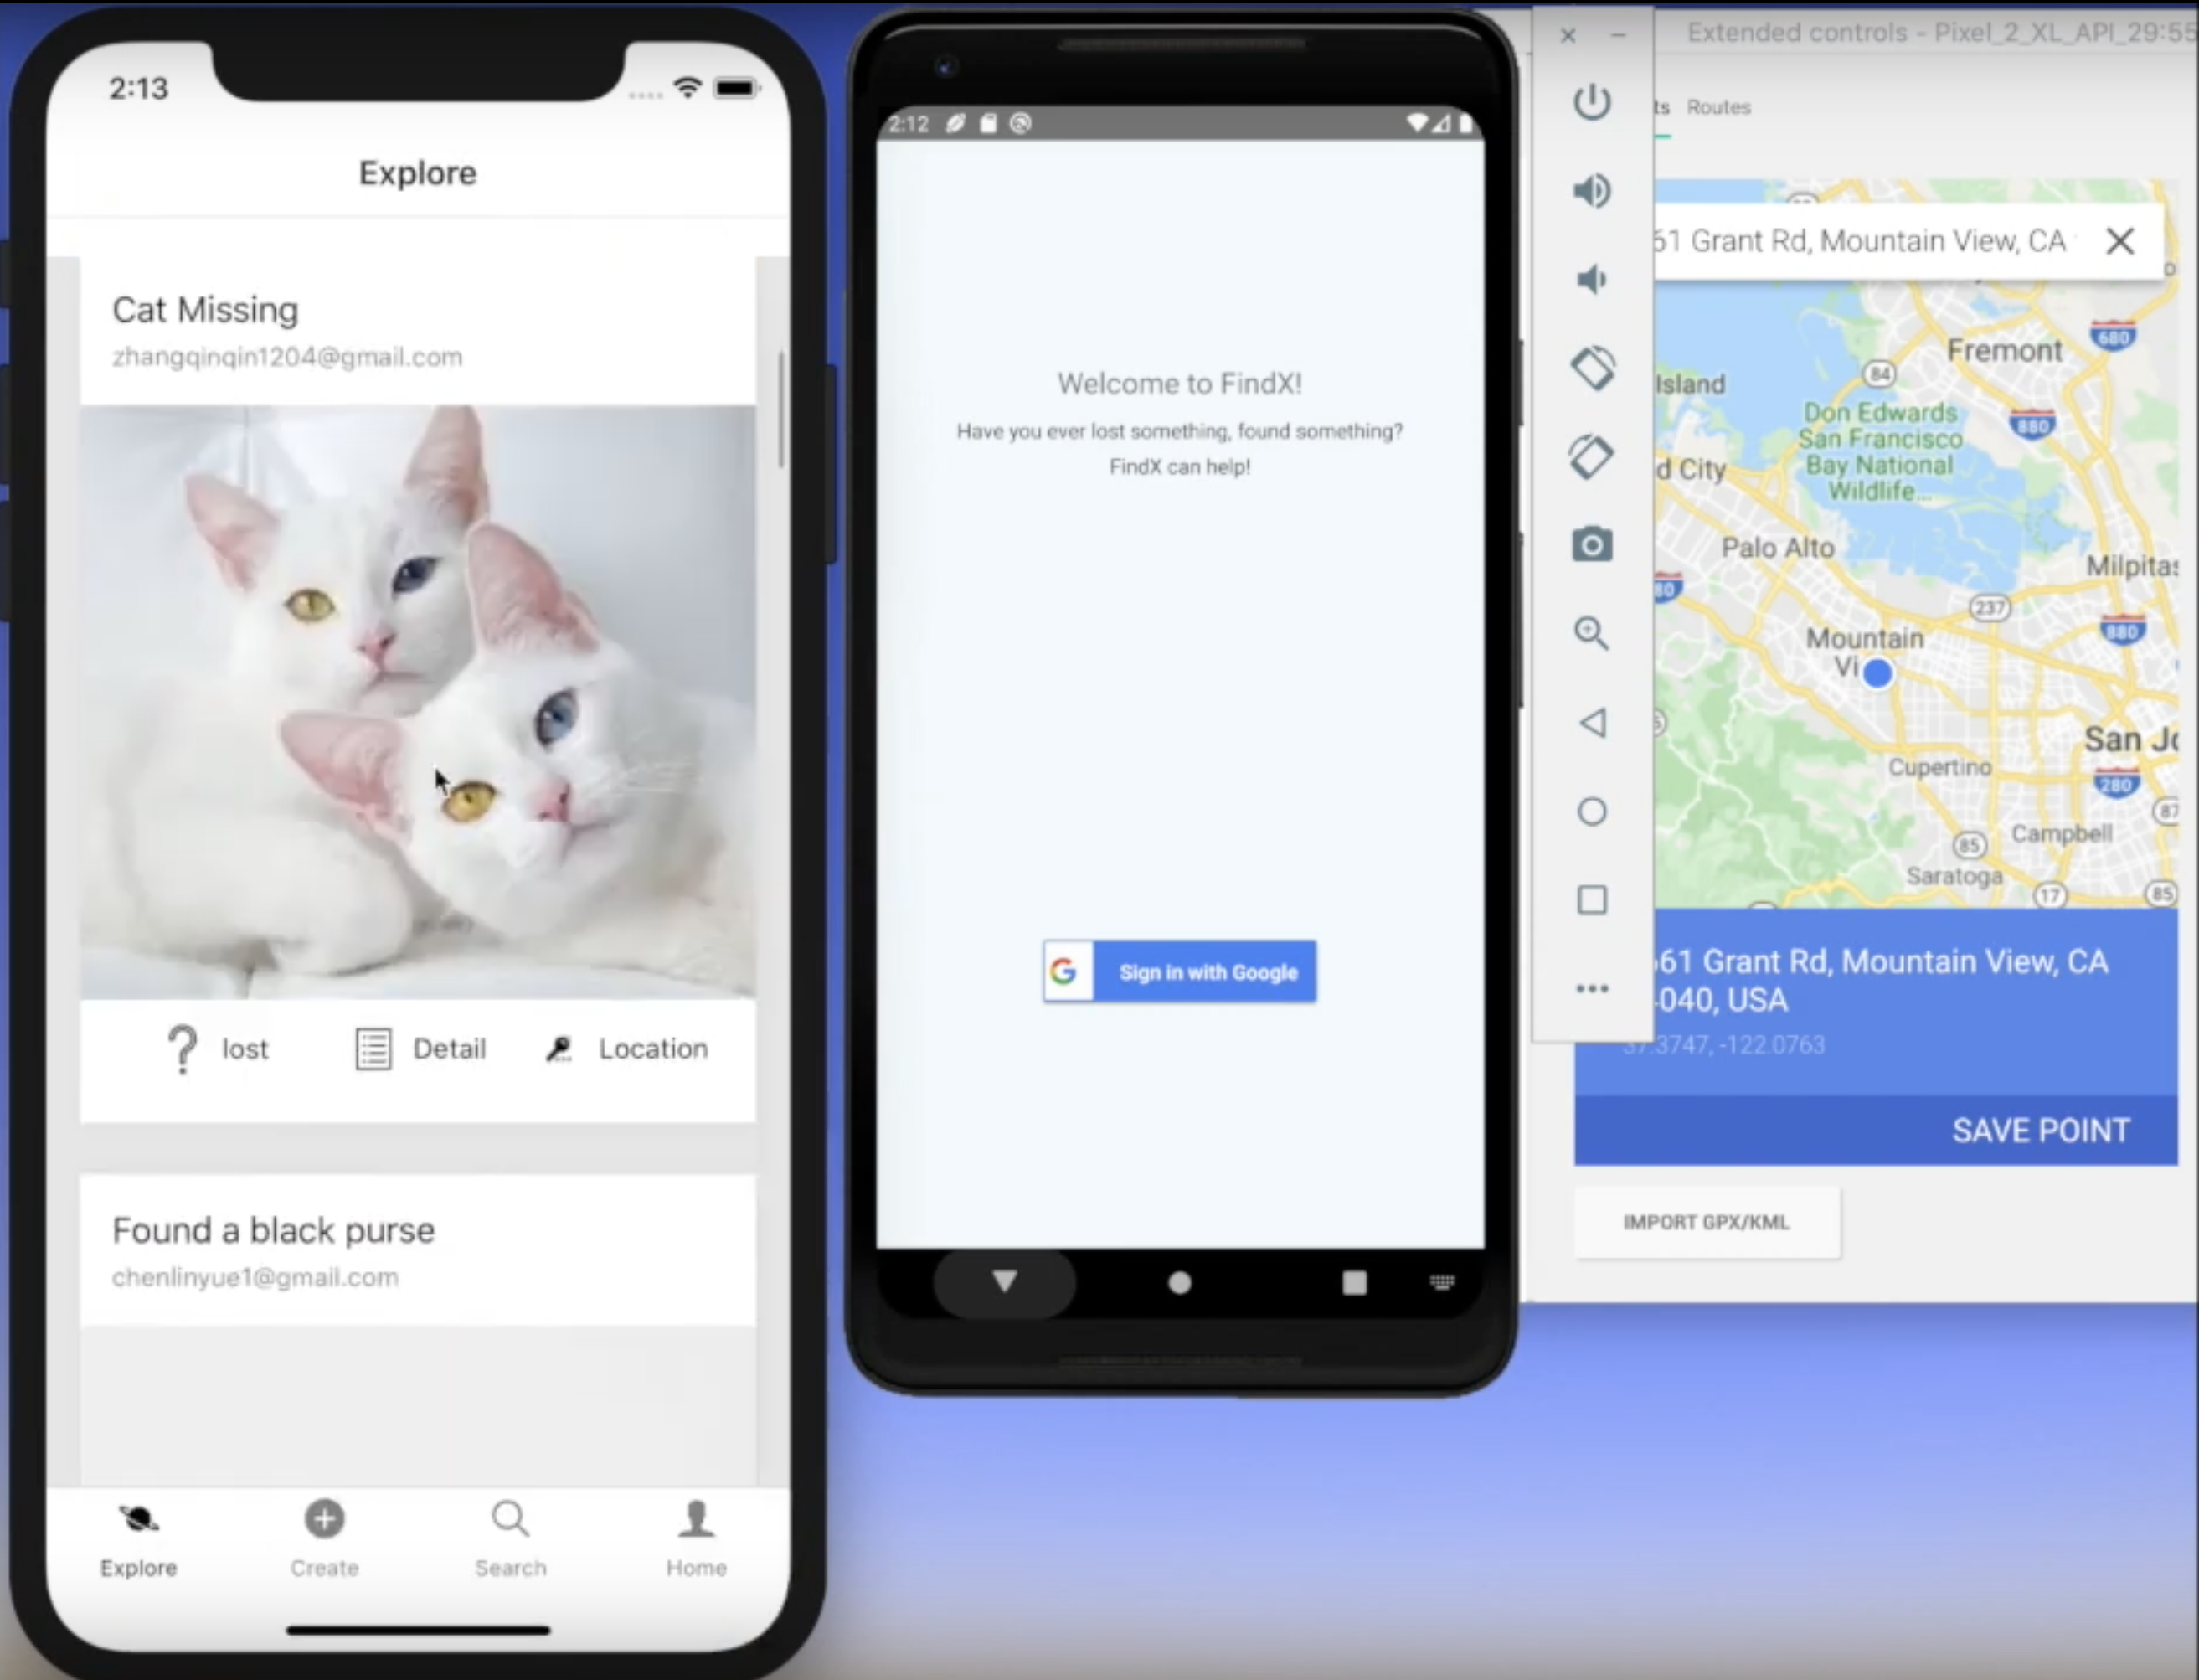 2:13
Explore
Cat Missing
zhangqinqin1204@gmail.com
lost
Detail
Location
Found a black purse
chenlinyue1@gmail.com
Explore
Create
Search
Home
2:12
Welcome to FindX!
Have you ever lost something, found something?
FindX can help!
G
Sign in with Google
Extended controls - Pixel_2_XL_API_29:55
ts
Routes
61 Grant Rd, Mountain View, CA
680
Fremont
84
Island
Don Edwards
San Francisco
Bay National
Wildlife...
880
d City
Palo Alto
Milpitas
80
237
880
Mountain
Vi
San Jo
Cupertino
280
87
Campbell
85
Saratoga
17
85
61 Grant Rd, Mountain View, CA
040, USA
37.3747, -122.0763
SAVE POINT
IMPORT GPX/KML